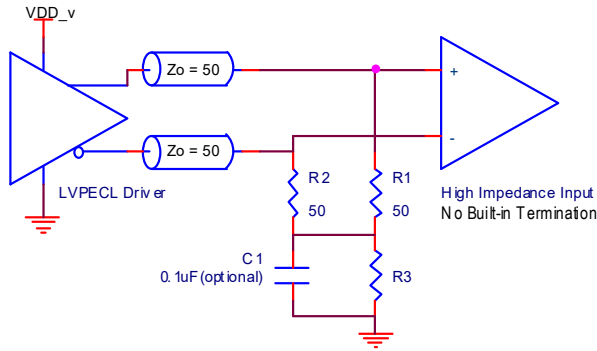 VDD_v
Zo = 50
+
Zo = 50
-
LVPECL Driver
R2
50
R1
50
High Impedance Input
No Built-in Termination
C1
0.1uF(optional)
R3